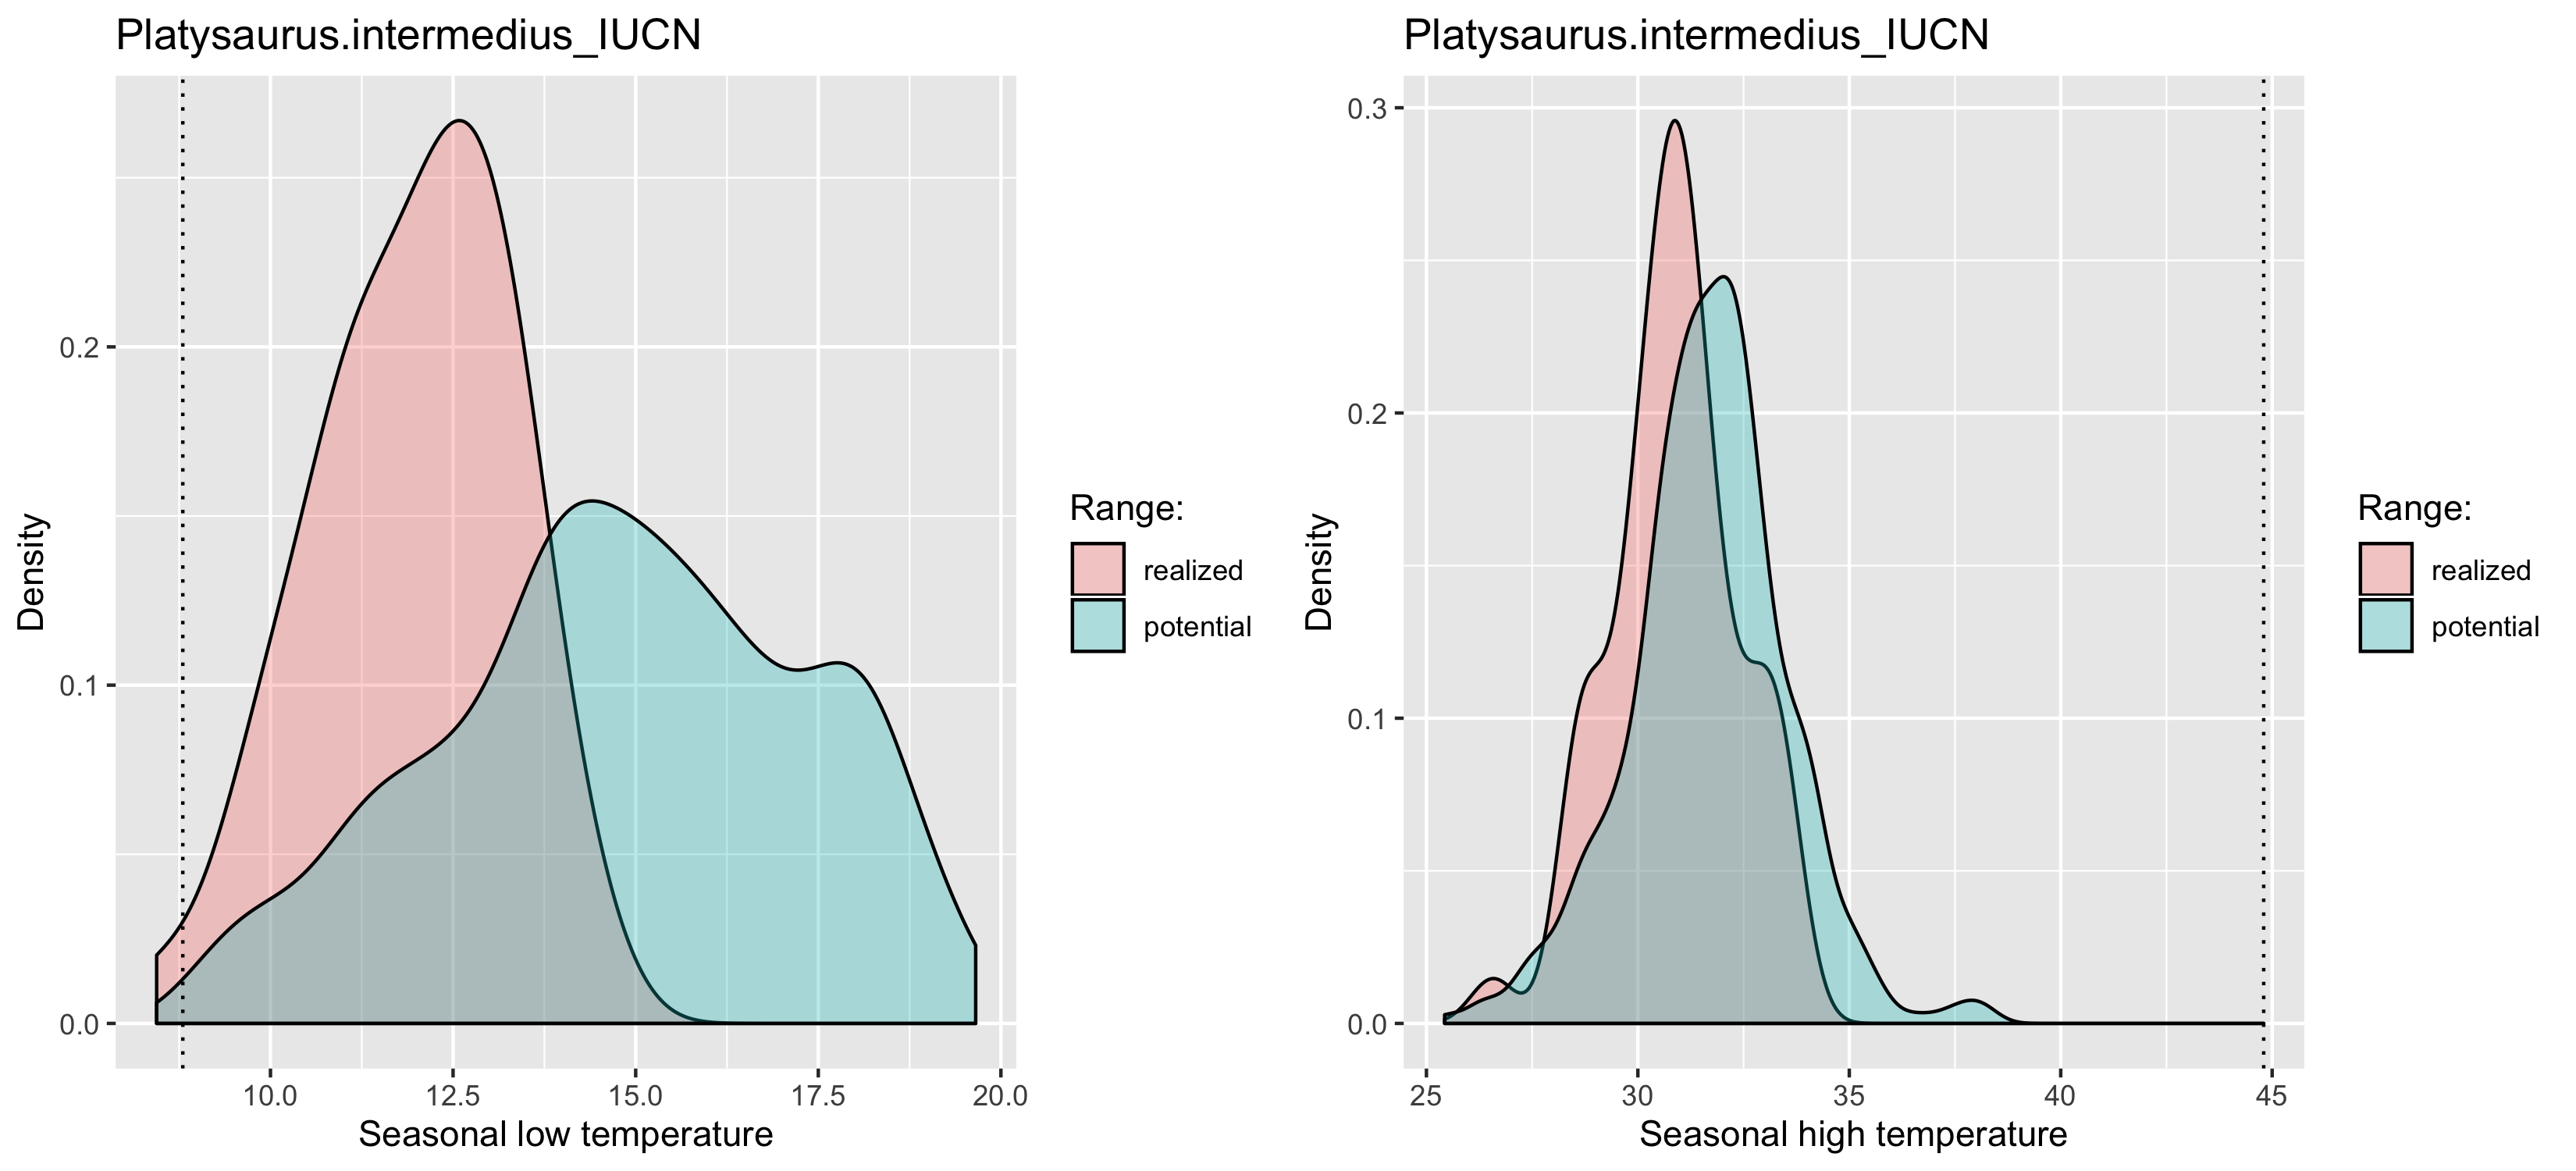 Platysaurus.intermedius_IUCN
Density
0.2
0.1
0.0
10.0 12.5 15.0 17.5 20.0
Seasonal low temperature
Range:
realized
potential
Platysaurus.intermedius_IUCN
Density
0.3
0.2
0.1
0.0
25 30 35 40 45
Seasonal high temperature
Range:
realized
potential